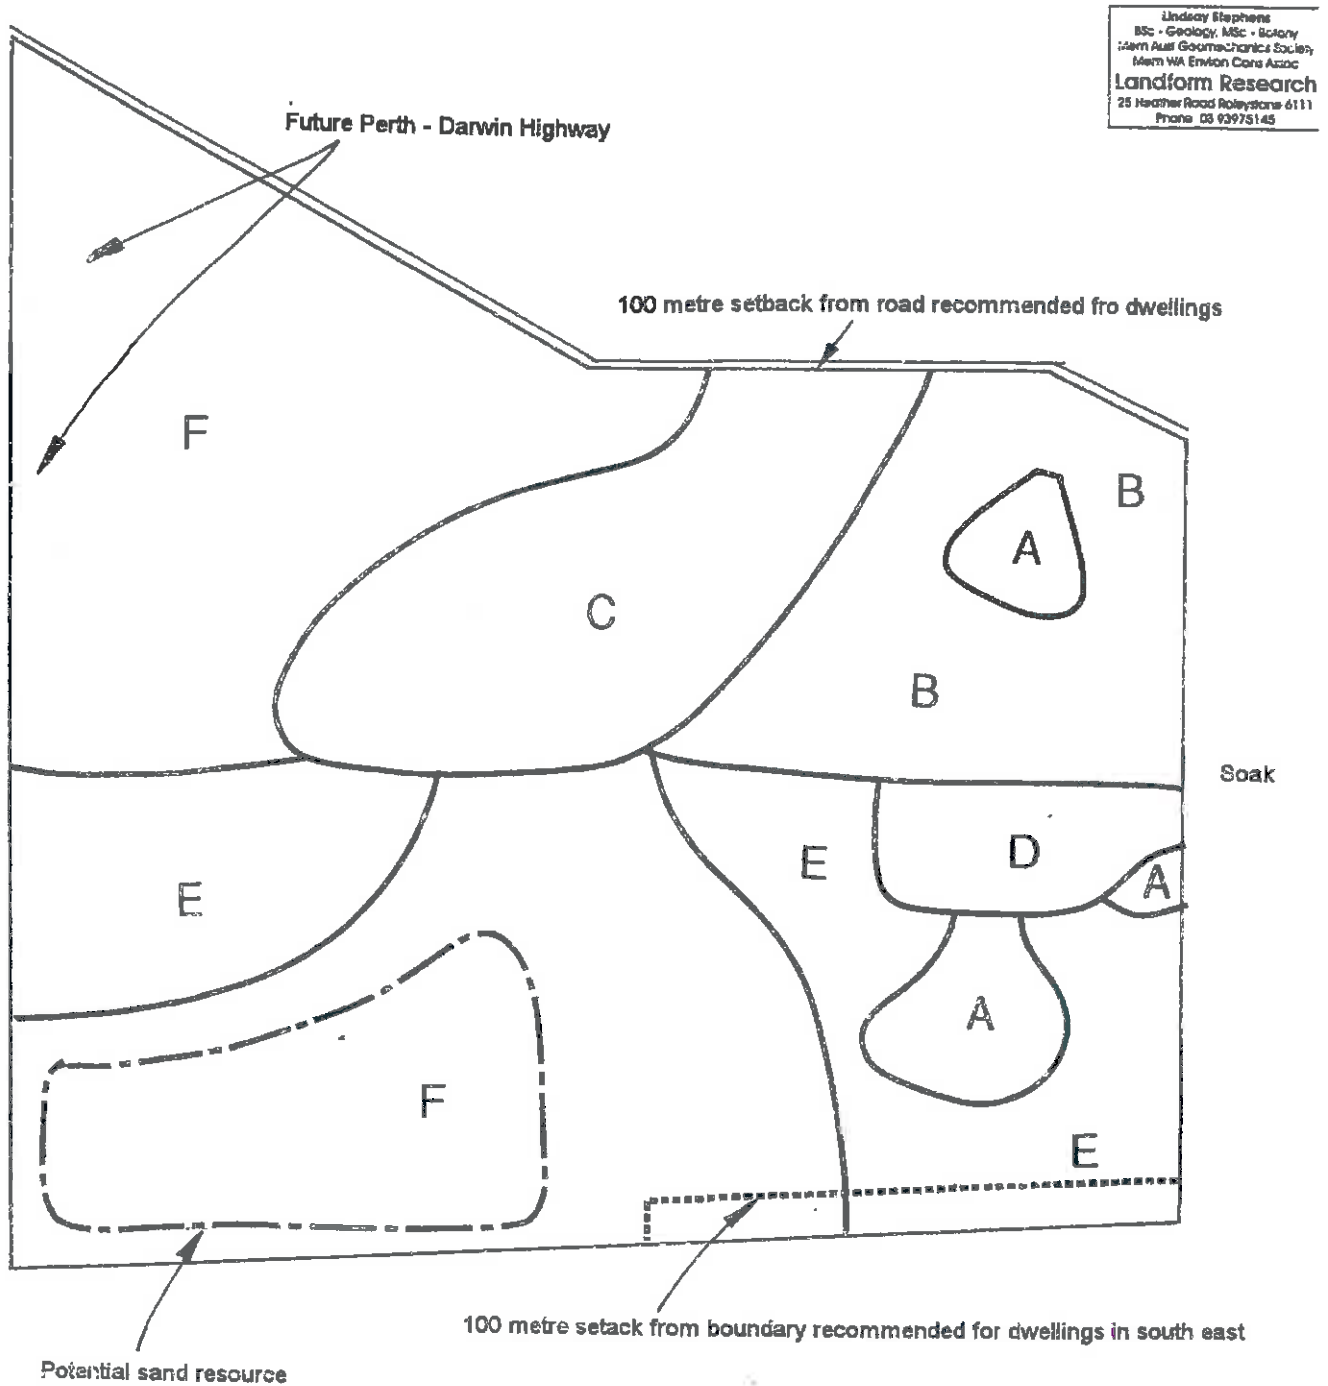 Lindsay Stephens
BSc - Geology, MSc - Botany
Mem Aust Geomechanics Society
Mem WA Environ Cons Assoc
Landform Research
25 Heather Road Roleystone 6111
Phone 03 93975145
Future Perth - Darwin Highway
100 metre setback from road recommended fro dwellings
F
B
A
C
B
Soak
D
E
A
E
A
F
E
100 metre setack from boundary recommended for dwellings in south east
Potential sand resource